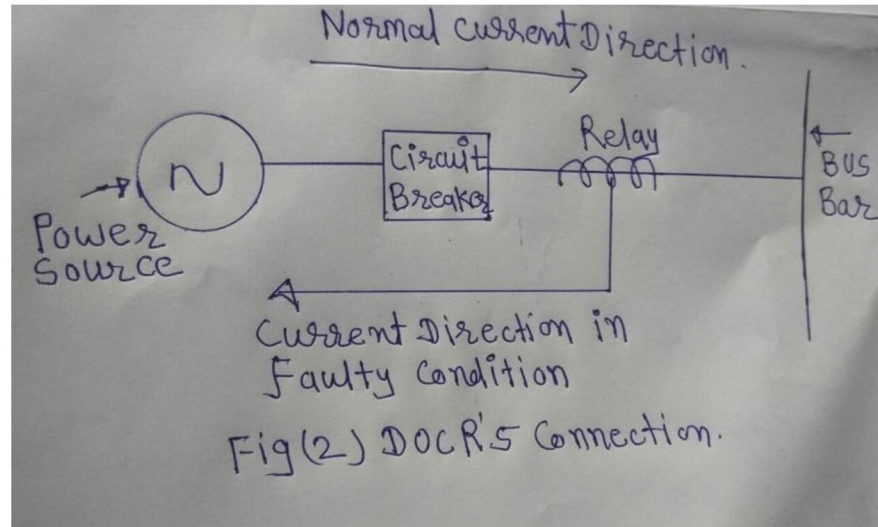 Normal Current Direction.
Relay
Circuit
Breaker
Bus
Bar
Power
Source
Current Direction in
Faulty Condition
Fig (2) DOCR's Connection.